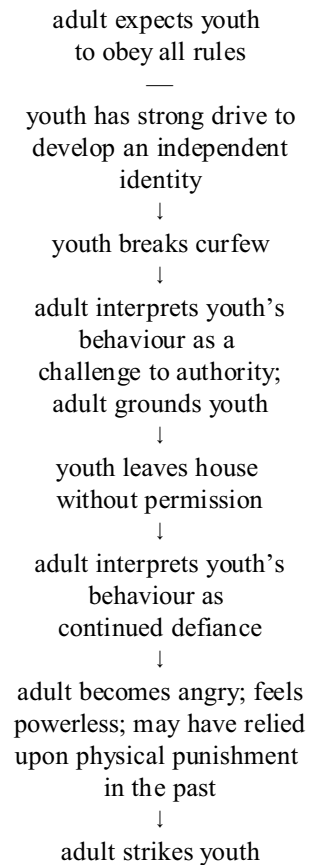 adult expects youth
to obey all rules
—
youth has strong drive to
develop an independent
identity
↓
youth breaks curfew
↓
adult interprets youth’s
behaviour as a
challenge to authority;
adult grounds youth
↓
youth leaves house
without permission
↓
adult interprets youth’s
behaviour as
continued defiance
↓
adult becomes angry; feels
powerless; may have relied
upon physical punishment
in the past
↓
adult strikes youth